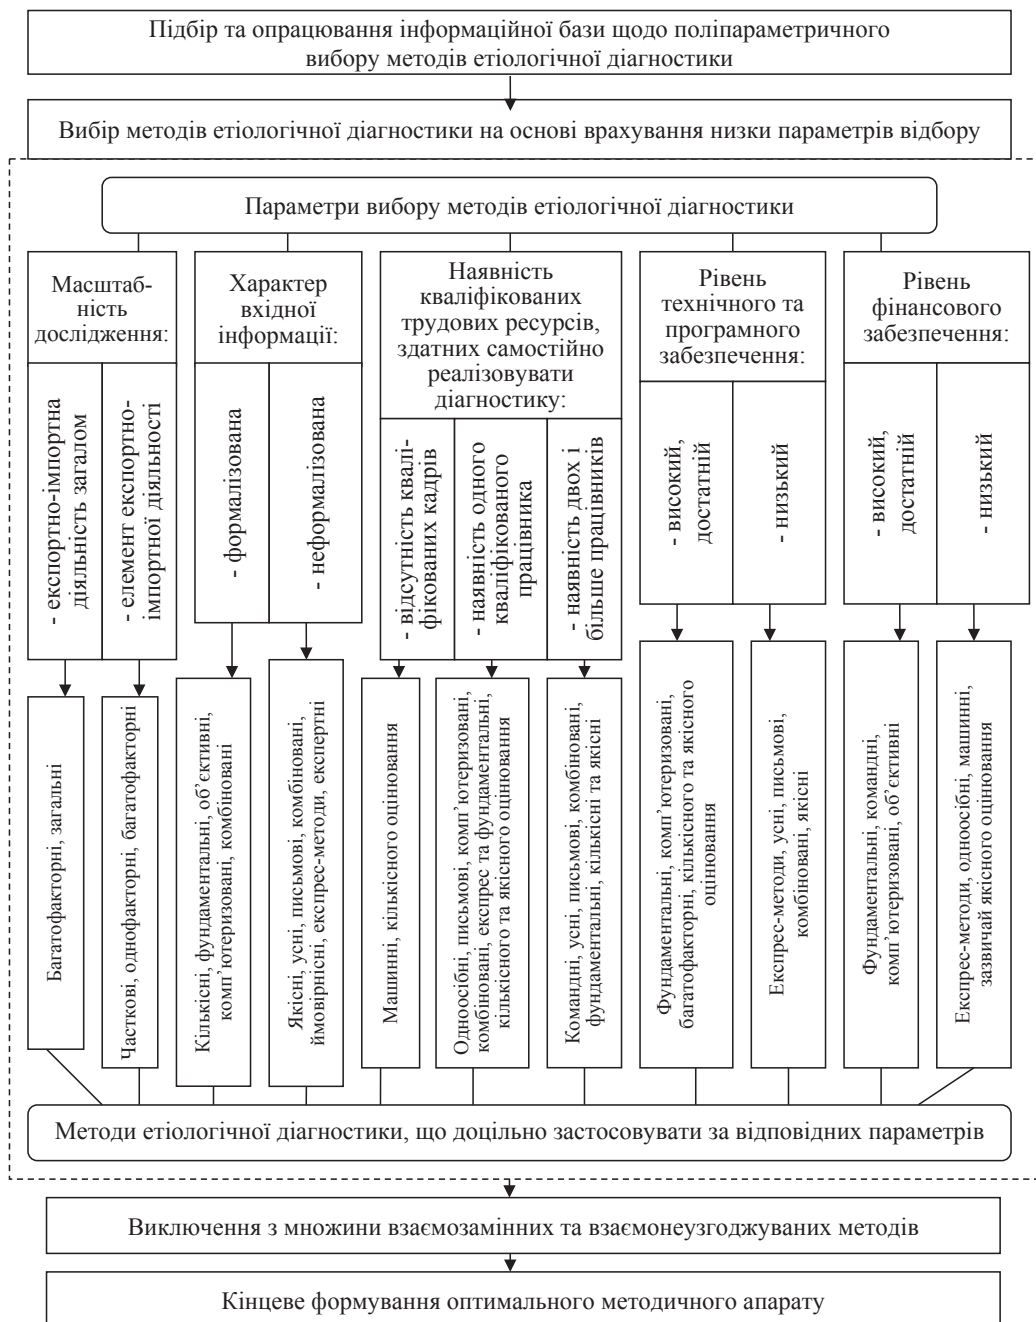 Підбір та опрацювання інформаційної бази щодо поліпараметричного
вибору методів етіологічної діагностики
Вибір методів етіологічної діагностики на основі врахування низки параметрів відбору
Параметри вибору методів етіологічної діагностики
Масштаб-
ність
дослідження:
- експортно-імпортна
діяльність загалом
- елемент експортно-
імпортної діяльності
Характер
вхідної
інформації:
- формалізована
- неформалізована
Наявність
кваліфікованих
трудових ресурсів,
здатних самостійно
реалізовувати
діагностику:
- відсутність квалі-
фікованих кадрів
- наявність одного
кваліфікованого
працівника
- наявність двох і
більше працівників
Рівень
технічного та
програмного
забезпечення:
- високий,
достатній
- низький
Рівень
фінансового
забезпечення:
- високий,
достатній
- низький
Багатофакторні, загальні
Часткові, однофакторні, багатофакторні
Кількісні, фундаментальні, об’єктивні,
комп’ютеризовані, комбіновані
Якісні, усні, письмові, комбіновані,
ймовірнісні, експрес-методи, експертні
Машинні, кількісного оцінювання
Одноосібні, письмові, комп’ютеризовані,
комбіновані, експрес та фундаментальні,
кількісного та якісного оцінювання
Командні, усні, письмові, комбіновані,
фундаментальні, кількісні та якісні
Фундаментальні, комп’ютеризовані,
багатофакторні, кількісного та якісного
оцінювання
Експрес-методи, усні, письмові,
комбіновані, якісні
Фундаментальні, командні,
комп’ютеризовані, об’єктивні
Експрес-методи, одноосібні, машинні,
зазвичай якісного оцінювання
Методи етіологічної діагностики, що доцільно застосовувати за відповідних параметрів
Виключення з множини взаємозамінних та взаємонеузгоджуваних методів
Кінцеве формування оптимального методичного апарату